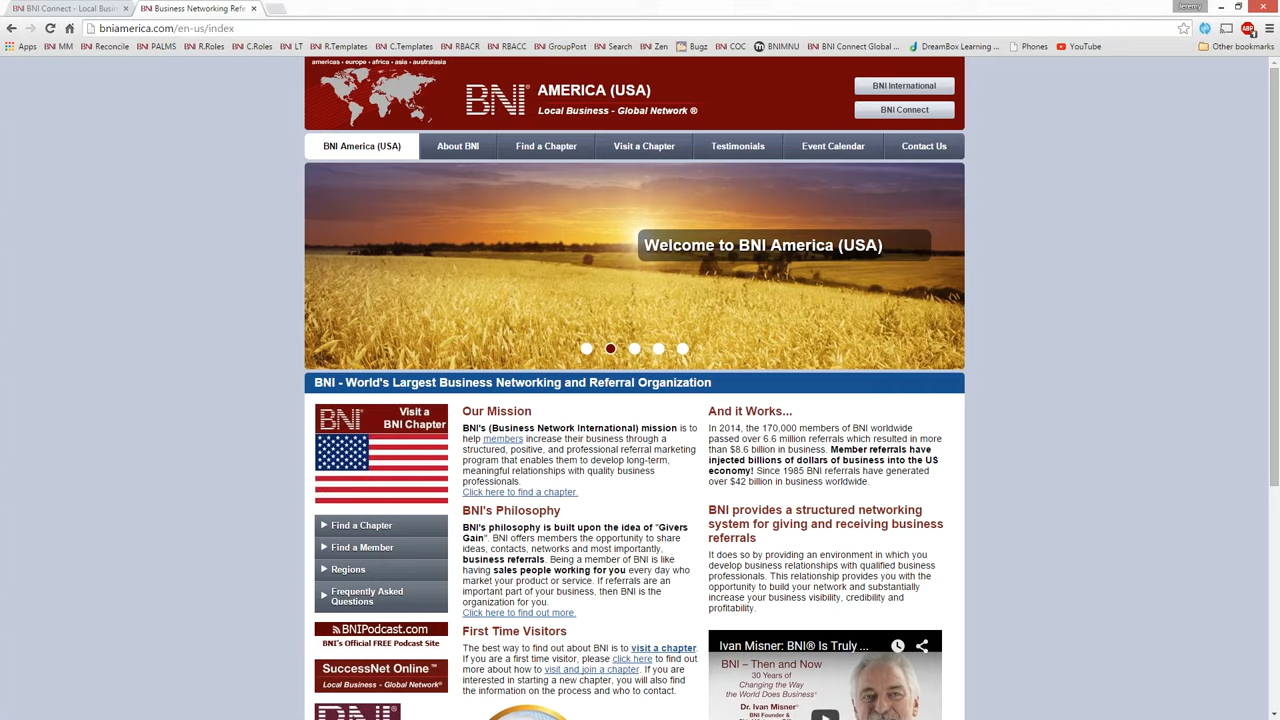 BNI BNI Connect - Local Busin
BNI Business Networking Refe
Jeremy
bniamerica.com/en-us/index
Apps BNI MM BNI Reconcile BNI PALMS BNI R.Roles BNI C.Roles BNI LT BNI R.Templates BNI C.Templates BNI RBACR BNI RBACC BNI GroupPost BNI Search BNI Zen Bugz BNI COC BNIMNU BNI BNI Connect Global ... DreamBox Learning ... Phones YouTube Other bookmarks
americas • europe • africa • asia • australasia
BNI® AMERICA (USA)
Local Business - Global Network ®
BNI International
BNI Connect
BNI America (USA) About BNI Find a Chapter Visit a Chapter Testimonials Event Calendar Contact Us
Welcome to BNI America (USA)
BNI - World's Largest Business Networking and Referral Organization
BNI Visit a
BNI Chapter
Find a Chapter
Find a Member
Regions
Frequently Asked
Questions
BNIPodcast.com
BNI's Official FREE Podcast Site
SuccessNet Online™
Local Business - Global Network®
BNI
Our Mission
BNI's (Business Network International) mission is to
help members increase their business through a
structured, positive, and professional referral marketing
program that enables them to develop long-term,
meaningful relationships with quality business
professionals.
Click here to find a chapter.
BNI's Philosophy
BNI's philosophy is built upon the idea of "Givers
Gain". BNI offers members the opportunity to share
ideas, contacts, networks and most importantly,
business referrals. Being a member of BNI is like
having sales people working for you every day who
market your product or service. If referrals are an
important part of your business, then BNI is the
organization for you.
Click here to find out more.
First Time Visitors
The best way to find out about BNI is to visit a chapter.
If you are a first time visitor, please click here to find out
more about how to visit and join a chapter. If you are
interested in starting a new chapter, you will also find
the information on the process and who to contact.
And it Works...
In 2014, the 170,000 members of BNI worldwide
passed over 6.6 million referrals which resulted in more
than $8.6 billion in business. Member referrals have
injected billions of dollars of business into the US
economy! Since 1985 BNI referrals have generated
over $42 billion in business worldwide.
BNI provides a structured networking
system for giving and receiving business
referrals
It does so by providing an environment in which you
develop business relationships with qualified business
professionals. This relationship provides you with the
opportunity to build your network and substantially
increase your business visibility, credibility and
profitability.
Ivan Misner: BNI® Is Truly ...
BNI – Then and Now
30 Years of
Changing the Way
the World Does Business®
Dr. Ivan Misner®
BNI Founder &